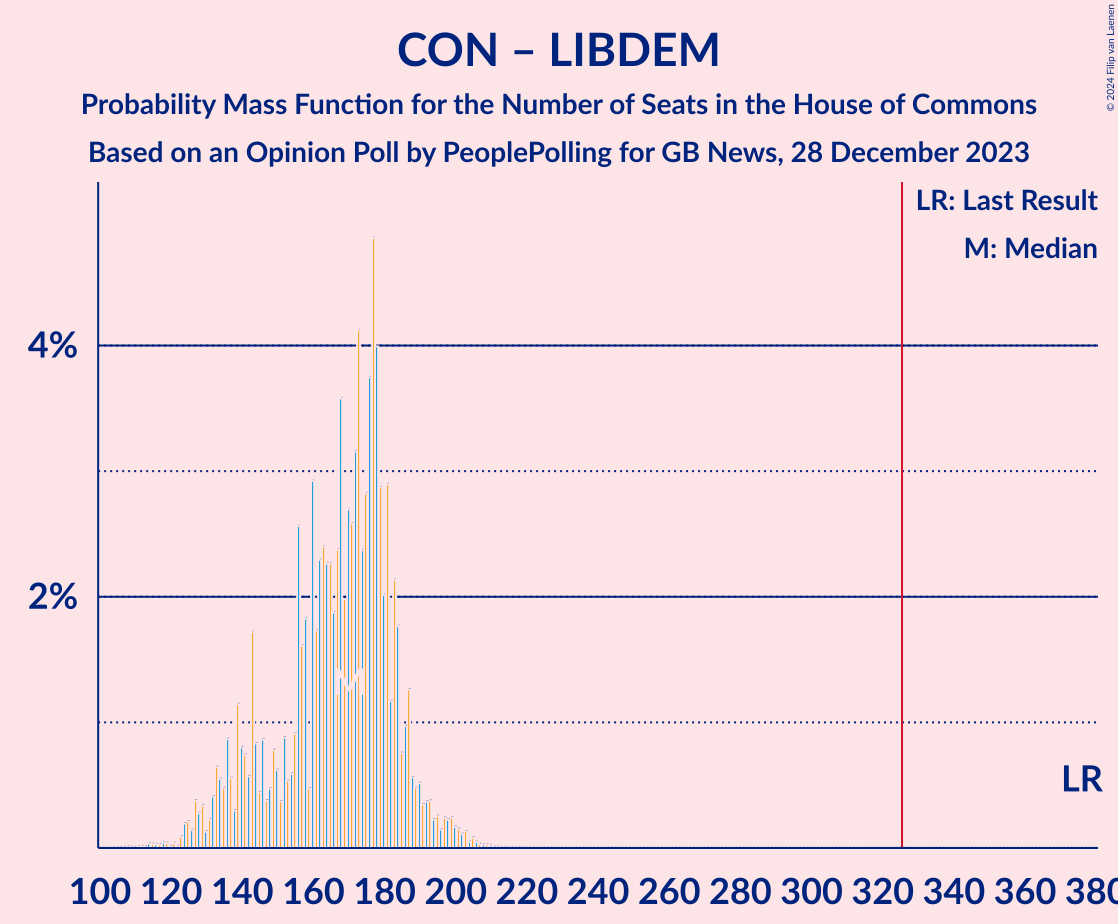 CON – LIBDEM
Probability Mass Function for the Number of Seats in the House of Commons
Based on an Opinion Poll by PeoplePolling for GB News, 28 December 2023
© 2024 Filip van Laenen
LR: Last Result
M: Median
4%
2%
M
LR
100 120 140 160 180 200 220 240 260 280 300 320 340 360 380